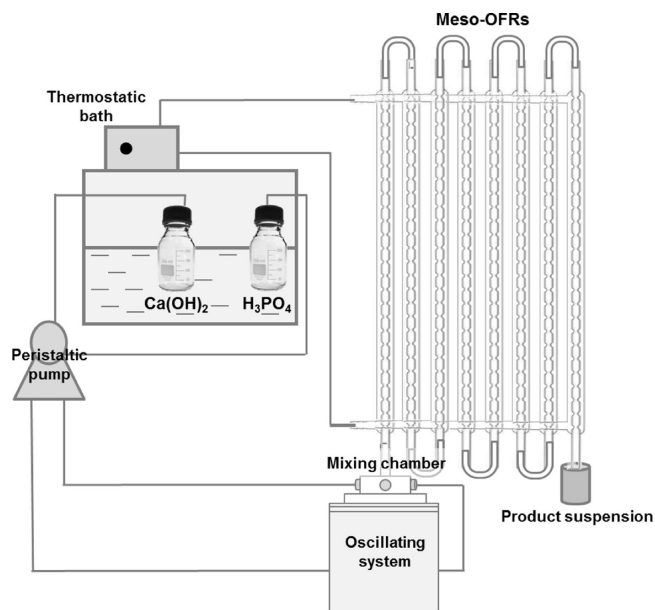 Meso-OFRs
Thermostatic
bath
Ca(OH)₂
H₃PO₄
Peristaltic
pump
Mixing chamber
Product suspension
Oscillating
system